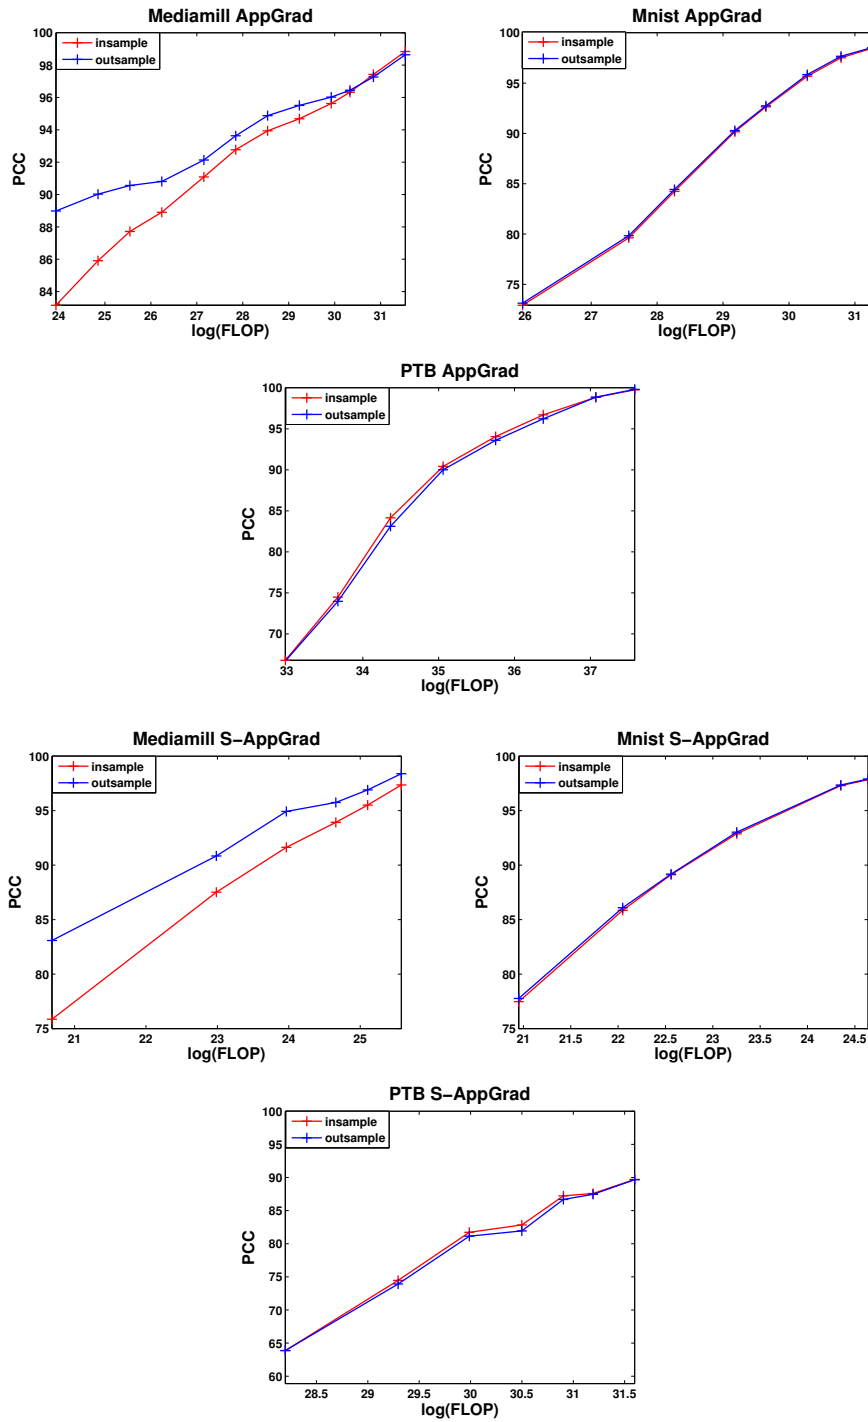 Mediamill AppGrad
insample
outsample
100
98
96
94
92
90
88
86
84
PCC
24 25 26 27 28 29 30 31
log(FLOP)
Mnist AppGrad
insample
outsample
100
95
90
85
80
75
PCC
26 27 28 29 30 31
log(FLOP)
PTB AppGrad
insample
outsample
100
95
90
85
80
75
70
PCC
33 34 35 36 37
log(FLOP)
Mediamill S-AppGrad
insample
outsample
100
95
90
85
80
75
PCC
21 22 23 24 25
log(FLOP)
Mnist S-AppGrad
insample
outsample
100
95
90
85
80
75
PCC
21 21.5 22 22.5 23 23.5 24 24.5
log(FLOP)
PTB S-AppGrad
insample
outsample
100
95
90
85
80
75
70
65
60
PCC
28.5 29 29.5 30 30.5 31 31.5
log(FLOP)